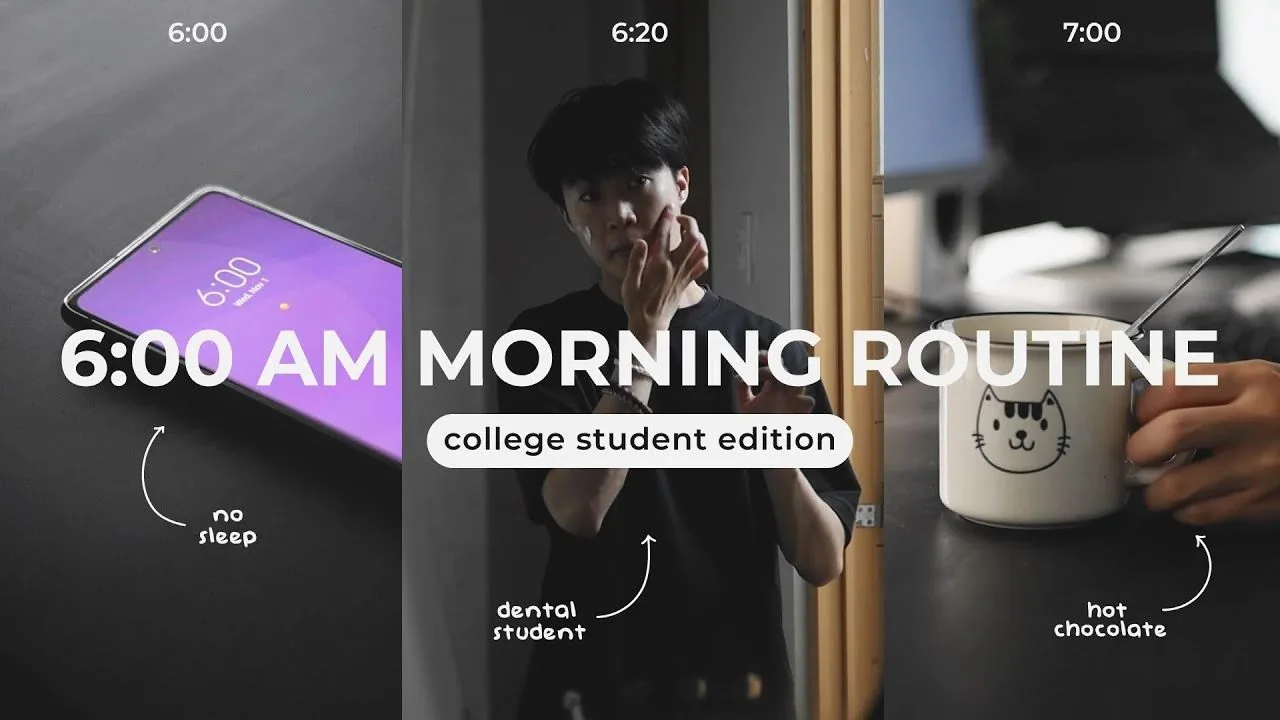 6:00
6:20
7:00
6:00
Wed, Nov 1
6:00 AM MORNING ROUTINE
college student edition
no
sleep
dental
student
hot
chocolate